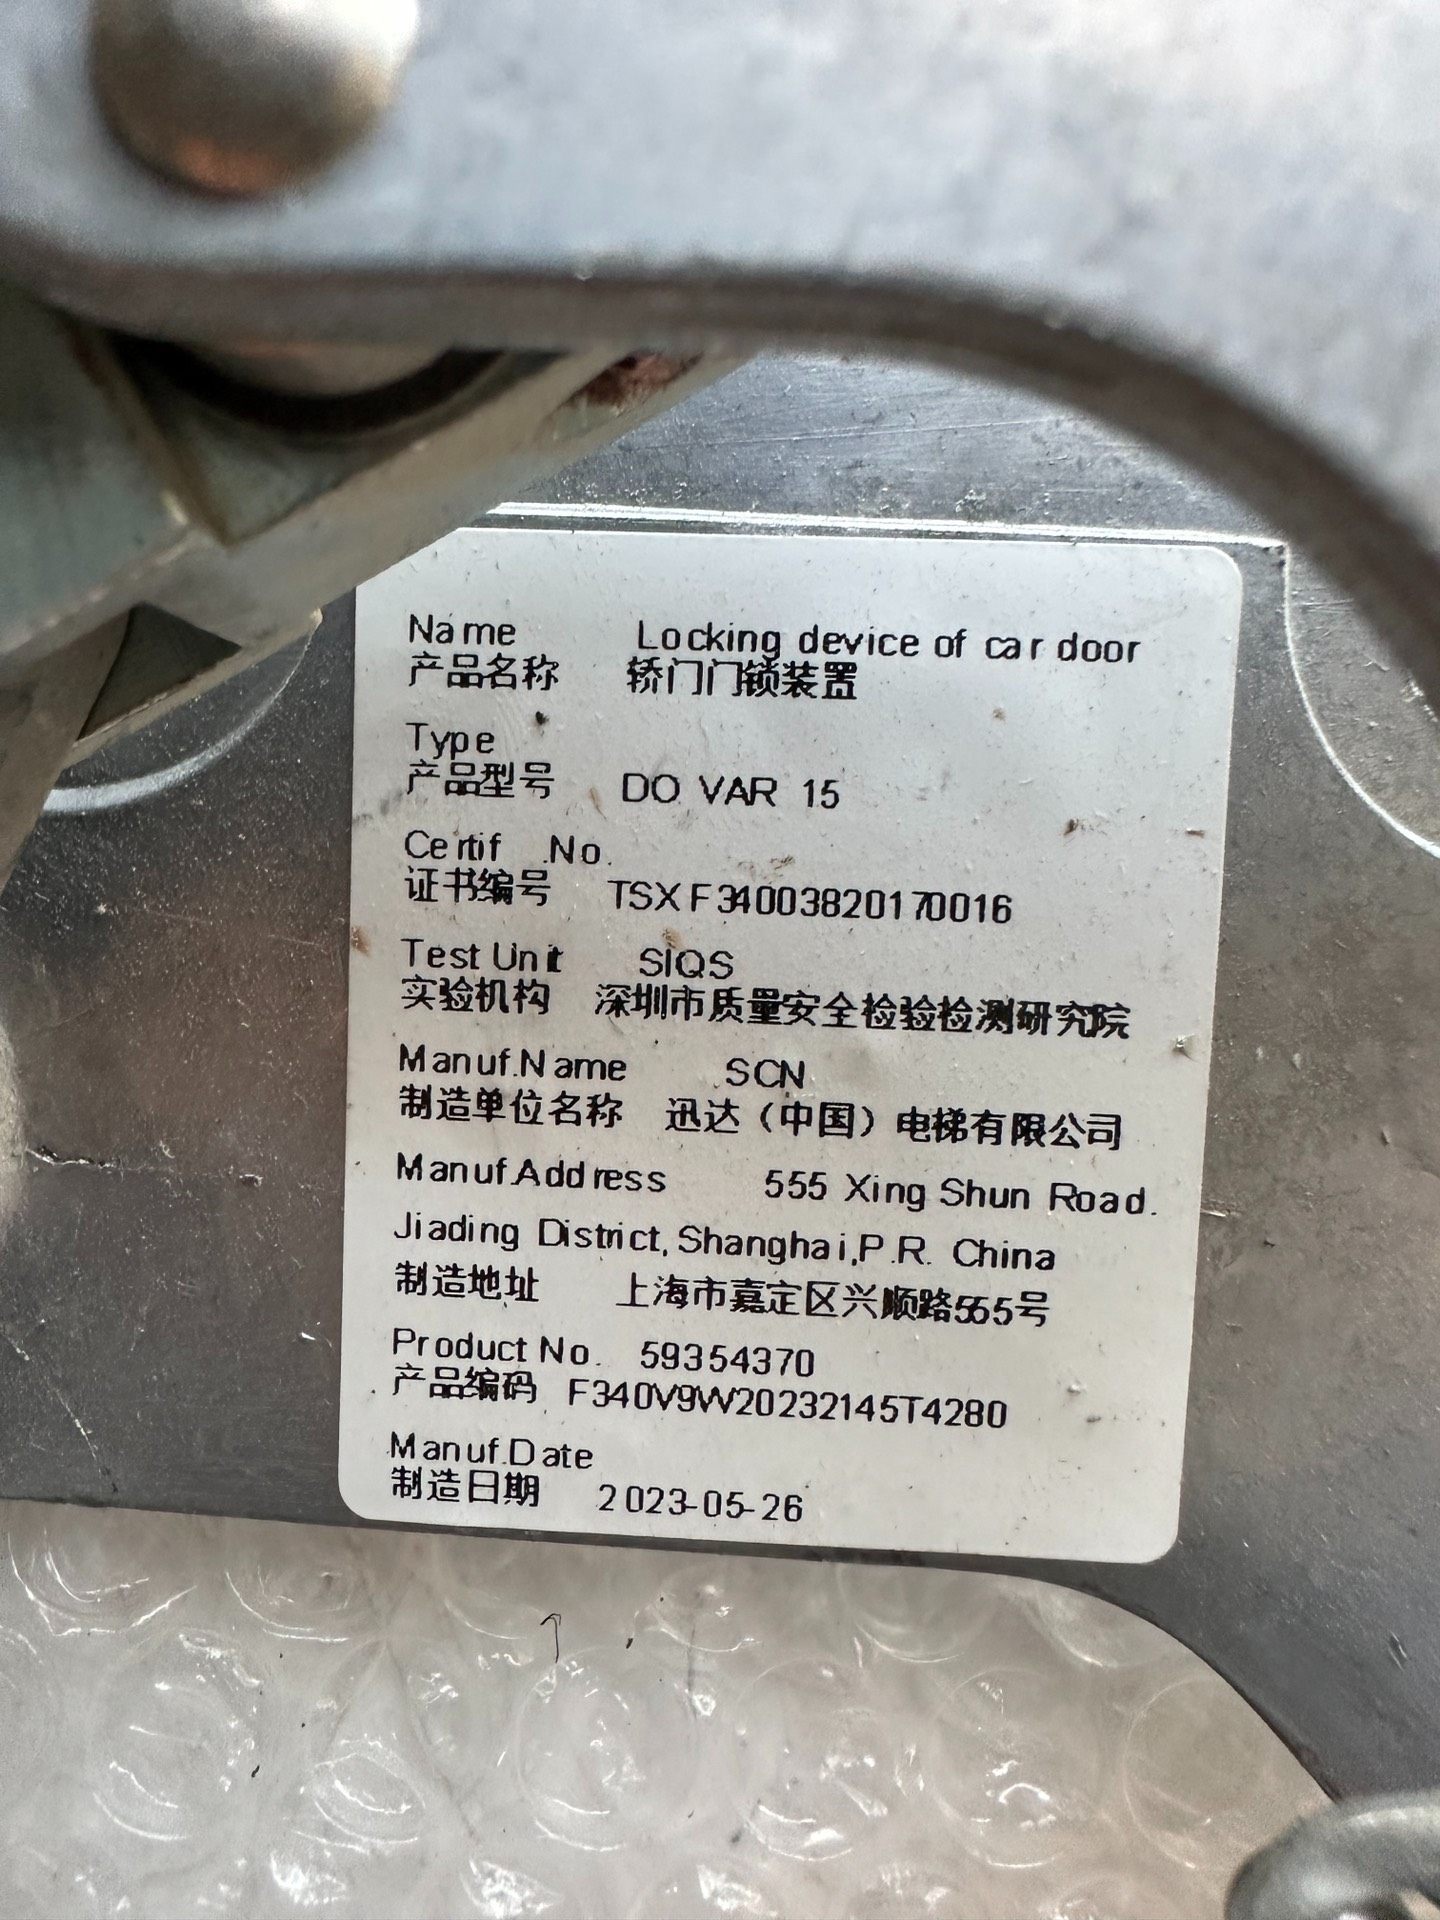 Name Locking device of car door
产品名称 轿门门锁装置
Type
产品型号 DO VAR 15
Certif .No.
证书编号 TSXF34003820170016
Test Unit SIQS
实验机构 深圳市质量安全检验检测研究院
Manuf.Name SCN
制造单位名称 迅达（中国）电梯有限公司
Manuf.Address 555 Xing Shun Road.
Jiading District,Shanghai,P.R. China
制造地址 上海市嘉定区兴顺路555号
Product No. 59354370
产品编码 F340V9W20232145T4280
Manuf.Date
制造日期 2023-05-26